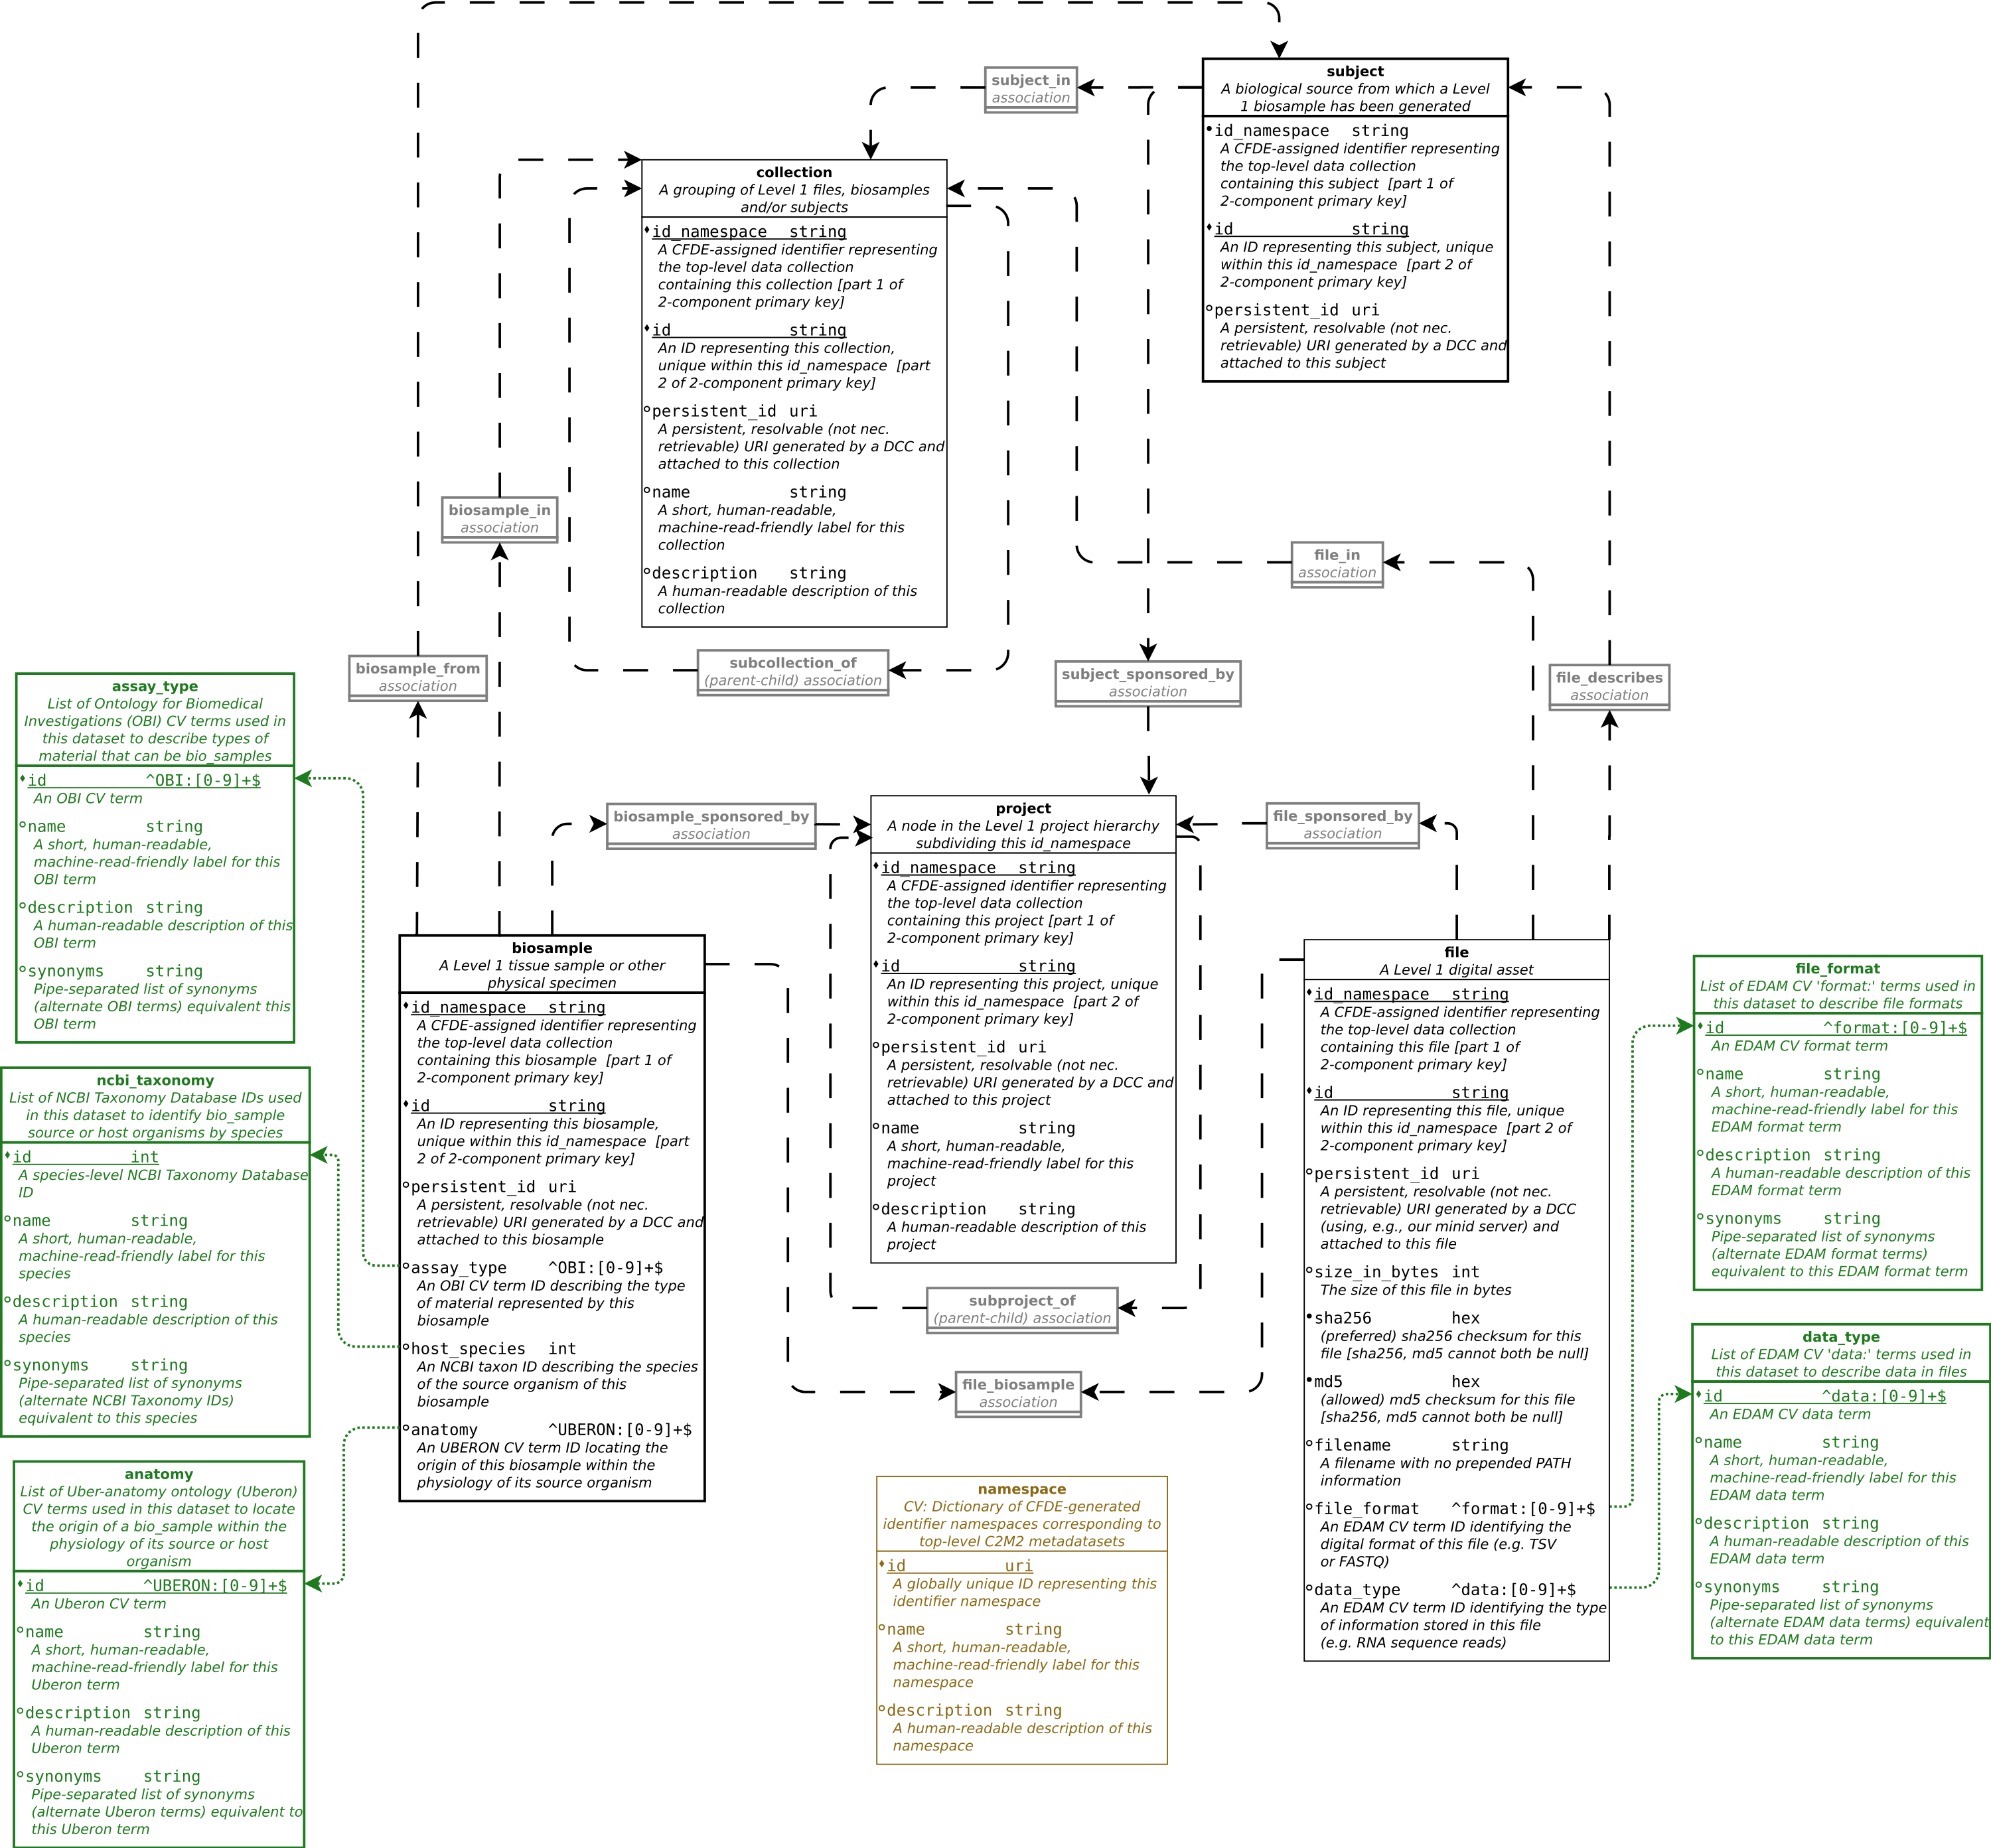 subject
A biological source from which a Level
1 biosample has been generated
id_namespace string
A CFDE-assigned identifier representing
the top-level data collection
containing this subject [part 1 of
2-component primary key]
id string
An ID representing this subject, unique
within this id_namespace [part 2 of
2-component primary key]
persistent_id uri
A persistent, resolvable (not nec.
retrievable) URI generated by a DCC and
attached to this subject
subject_in
association
collection
A grouping of Level 1 files, biosamples
and/or subjects
id_namespace string
A CFDE-assigned identifier representing
the top-level data collection
containing this collection [part 1 of
2-component primary key]
id string
An ID representing this collection,
unique within this id_namespace [part
2 of 2-component primary key]
persistent_id uri
A persistent, resolvable (not nec.
retrievable) URI generated by a DCC and
attached to this collection
name string
A short, human-readable,
machine-read-friendly label for this
collection
description string
A human-readable description of this
collection
biosample_in
association
file_in
association
biosample_from
association
subcollection_of
(parent-child) association
subject_sponsored_by
association
file_describes
association
assay_type
List of Ontology for Biomedical
Investigations (OBI) CV terms used in
this dataset to describe types of
material that can be bio_samples
id ^OBI:[0-9]+$
An OBI CV term
name string
A short, human-readable,
machine-read-friendly label for this
OBI term
description string
A human-readable description of this
OBI term
synonyms string
Pipe-separated list of synonyms
(alternate OBI terms) equivalent this
OBI term
ncbi_taxonomy
List of NCBI Taxonomy Database IDs used
in this dataset to identify bio_sample
source or host organisms by species
id int
A species-level NCBI Taxonomy Database
ID
name string
A short, human-readable,
machine-read-friendly label for this
species
description string
A human-readable description of this
species
synonyms string
Pipe-separated list of synonyms
(alternate NCBI Taxonomy IDs)
equivalent to this species
anatomy
List of Uber-anatomy ontology (Uberon)
CV terms used in this dataset to locate
the origin of a bio_sample within the
physiology of its source or host
organism
id ^UBERON:[0-9]+$
An Uberon CV term
name string
A short, human-readable,
machine-read-friendly label for this
Uberon term
description string
A human-readable description of this
Uberon term
synonyms string
Pipe-separated list of synonyms
(alternate Uberon terms) equivalent to
this Uberon term
biosample_sponsored_by
association
file_sponsored_by
association
biosample
A Level 1 tissue sample or other
physical specimen
id_namespace string
A CFDE-assigned identifier representing
the top-level data collection
containing this biosample [part 1 of
2-component primary key]
id string
An ID representing this biosample,
unique within this id_namespace [part
2 of 2-component primary key]
persistent_id uri
A persistent, resolvable (not nec.
retrievable) URI generated by a DCC and
attached to this biosample
assay_type ^OBI:[0-9]+$
An OBI CV term ID describing the type
of material represented by this
biosample
host_species int
An NCBI taxon ID describing the species
of the source organism of this
biosample
anatomy ^UBERON:[0-9]+$
An UBERON CV term ID locating the
origin of this biosample within the
physiology of its source organism
project
A node in the Level 1 project hierarchy
subdividing this id_namespace
id_namespace string
A CFDE-assigned identifier representing
the top-level data collection
containing this project [part 1 of
2-component primary key]
id string
An ID representing this project, unique
within this id_namespace [part 2 of
2-component primary key]
persistent_id uri
A persistent, resolvable (not nec.
retrievable) URI generated by a DCC and
attached to this project
name string
A short, human-readable,
machine-read-friendly label for this
project
description string
A human-readable description of this
project
subproject_of
(parent-child) association
file_biosample
association
namespace
CV: Dictionary of CFDE-generated
identifier namespaces corresponding to
top-level C2M2 metadatasets
id uri
A globally unique ID representing this
identifier namespace
name string
A short, human-readable,
machine-read-friendly label for this
namespace
description string
A human-readable description of this
namespace
file
A Level 1 digital asset
id_namespace string
A CFDE-assigned identifier representing
the top-level data collection
containing this file [part 1 of
2-component primary key]
id string
An ID representing this file, unique
within this id_namespace [part 2 of
2-component primary key]
persistent_id uri
A persistent, resolvable (not nec.
retrievable) URI generated by a DCC
(using, e.g., our minid server) and
attached to this file
size_in_bytes int
The size of this file in bytes
sha256 hex
(preferred) sha256 checksum for this
file [sha256, md5 cannot both be null]
md5 hex
(allowed) md5 checksum for this file
[sha256, md5 cannot both be null]
filename string
A filename with no prepended PATH
information
file_format ^format:[0-9]+$
An EDAM CV term ID identifying the
digital format of this file (e.g. TSV
or FASTQ)
data_type ^data:[0-9]+$
An EDAM CV term ID identifying the type
of information stored in this file
(e.g. RNA sequence reads)
file_format
List of EDAM CV 'format:' terms used in
this dataset to describe file formats
id ^format:[0-9]+$
An EDAM CV format term
name string
A short, human-readable,
machine-read-friendly label for this
EDAM format term
description string
A human-readable description of this
EDAM format term
synonyms string
Pipe-separated list of synonyms
(alternate EDAM format terms)
equivalent to this EDAM format term
data_type
List of EDAM CV 'data:' terms used in
this dataset to describe data in files
id ^data:[0-9]+$
An EDAM CV data term
name string
A short, human-readable,
machine-read-friendly label for this
EDAM data term
description string
A human-readable description of this
EDAM data term
synonyms string
Pipe-separated list of synonyms
(alternate EDAM data terms) equivalent
to this EDAM data term